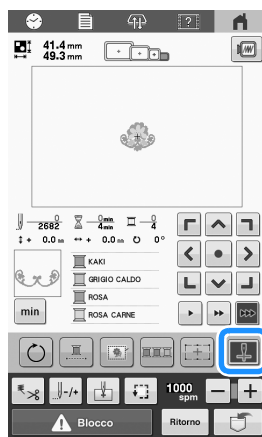 41.4 mm
49.3 mm
0
2682
0 min
4 min
0
4
+ 0.0 mm
+ 0.0 mm
0°
KAKI
GRIGIO CALDO
ROSA
ROSA CARNE
min
-/+
1000
spm
− +
Blocco
Ritorno